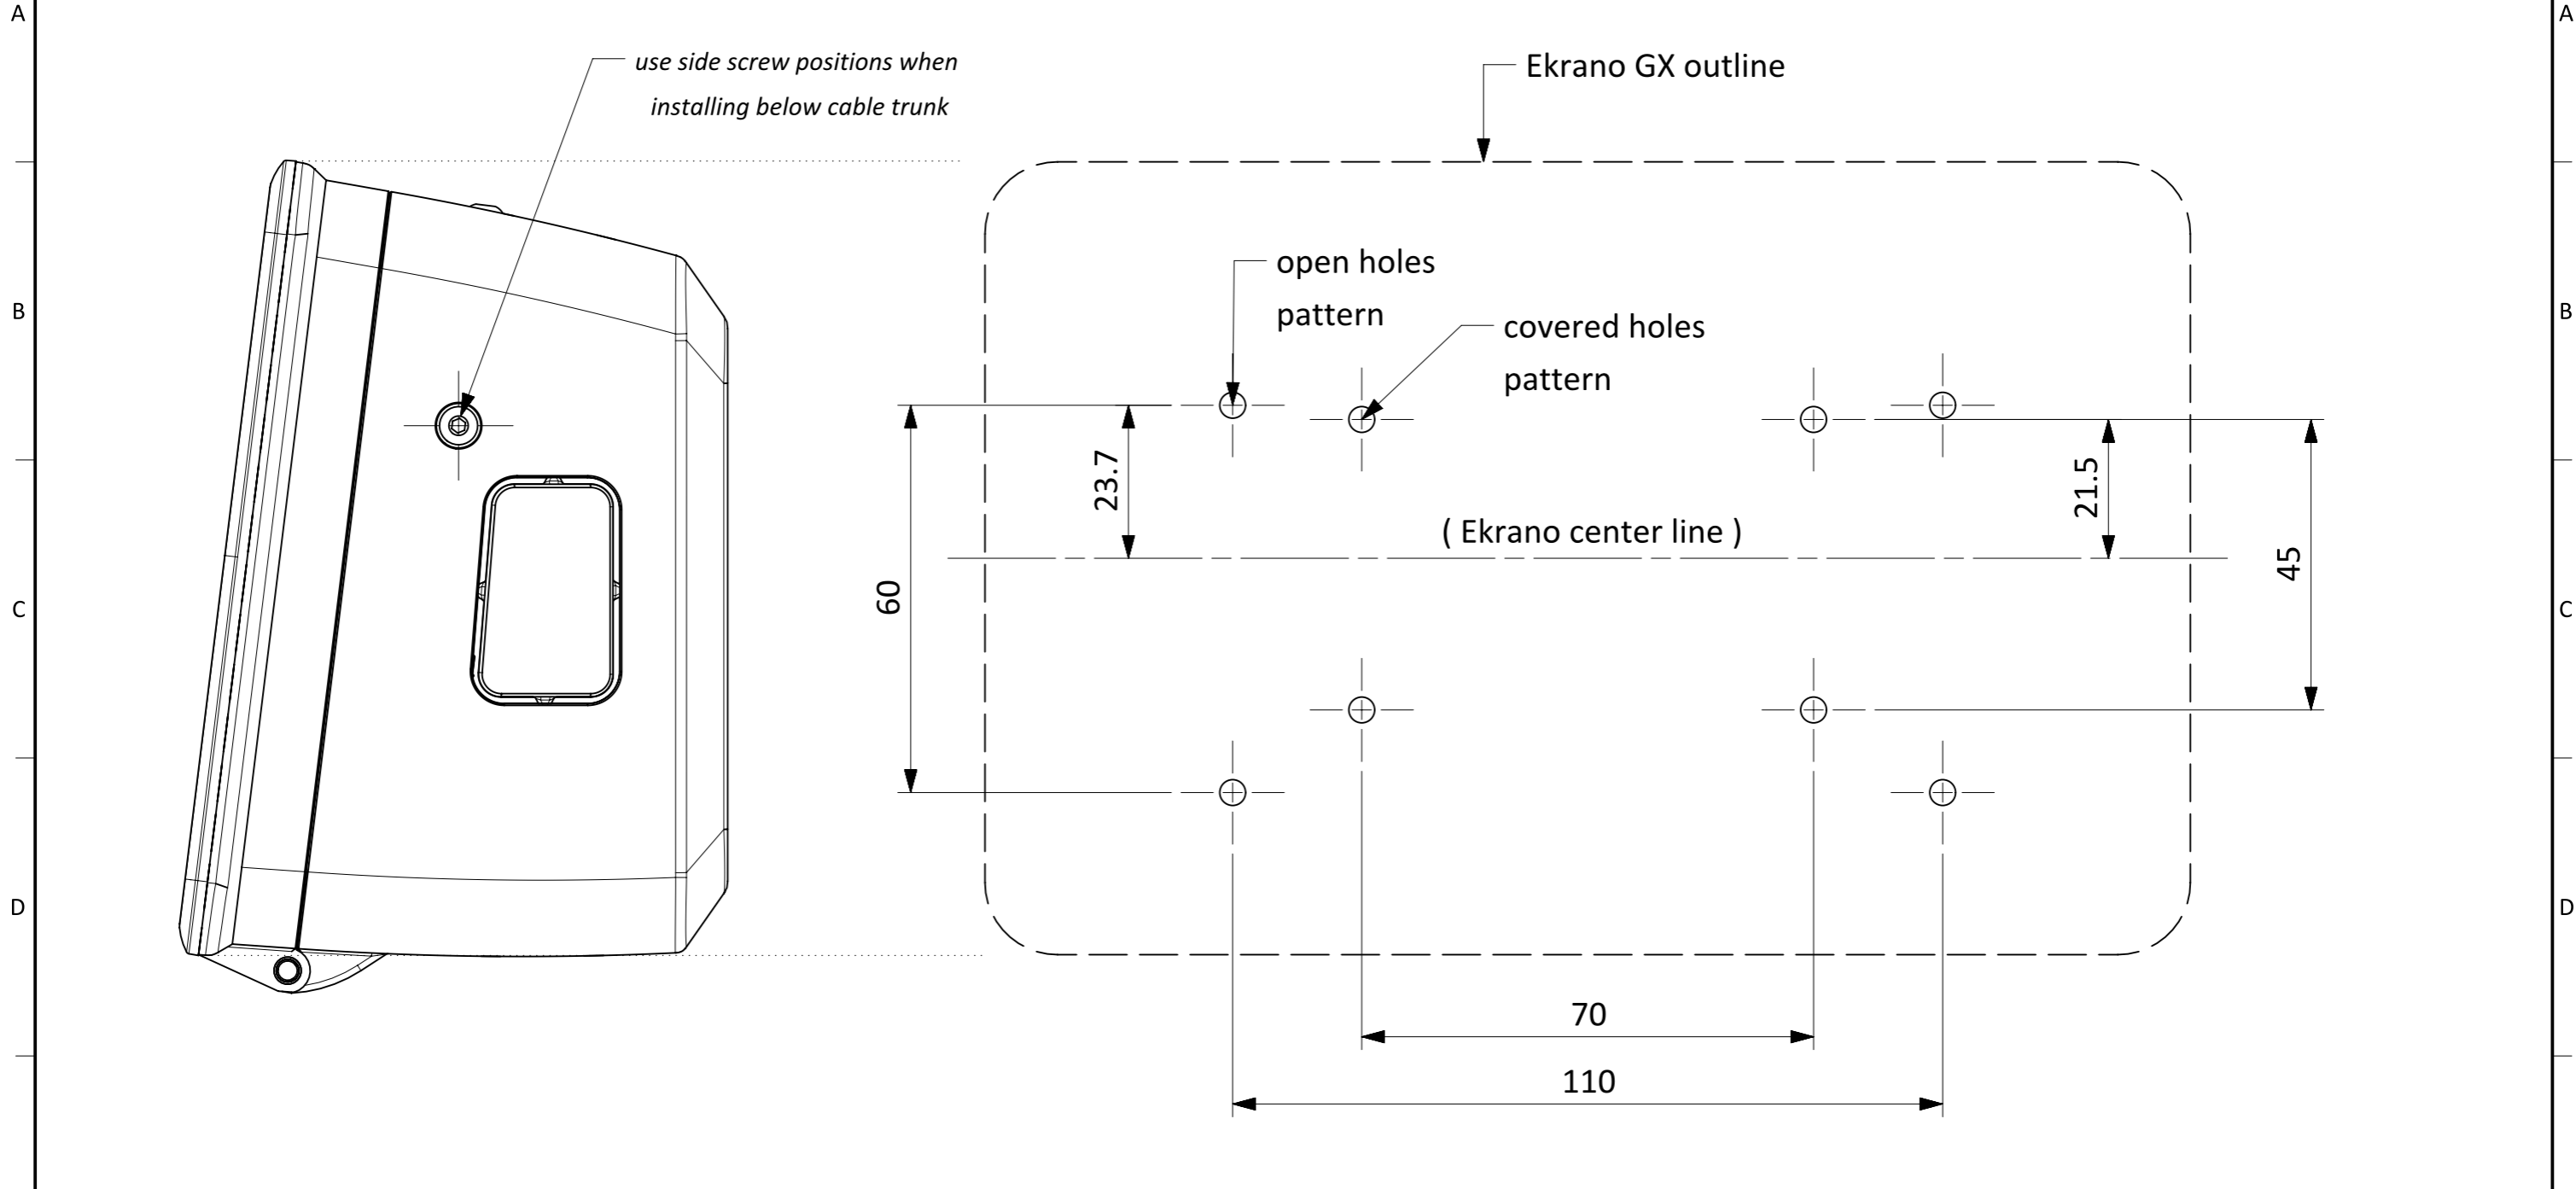 A
A
use side screw positions when
installing below cable trunk
Ekrano GX outline
open holes
pattern
B
B
covered holes
pattern
23.7
21.5
( Ekrano center line )
60
45
C
C
D
D
70
110